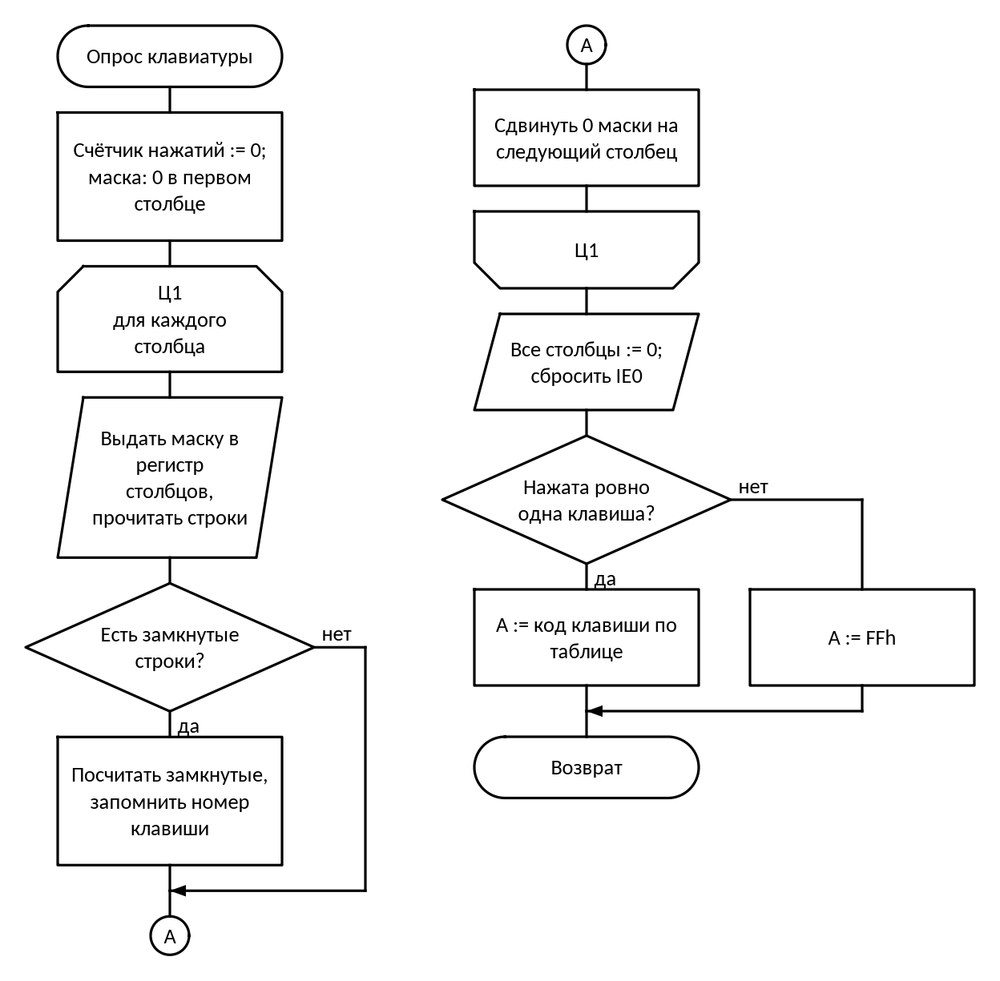 Опрос клавиатуры
Счётчик нажатий := 0;
маска: 0 в первом
столбце
Ц1
для каждого
столбца
Выдать маску в
регистр
столбцов,
прочитать строки
Есть замкнутые
строки?
нет
да
Посчитать замкнутые,
запомнить номер
клавиши
А
А
Сдвинуть 0 маски на
следующий столбец
Ц1
Все столбцы := 0;
сбросить IE0
Нажата ровно
одна клавиша?
нет
да
А := код клавиши по
таблице
А := FFh
Возврат